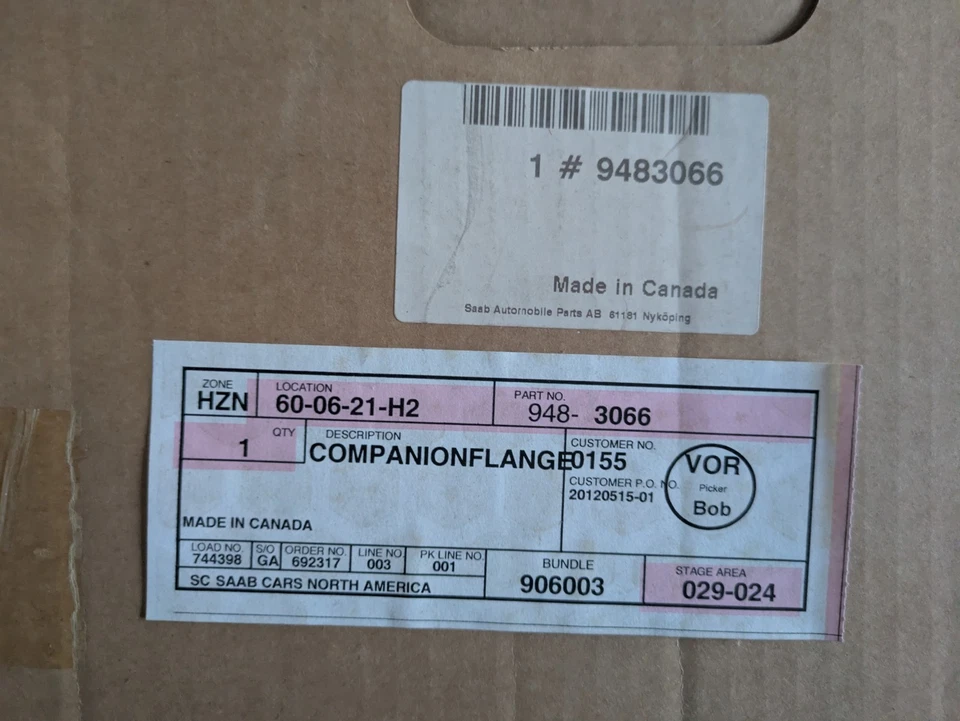 1 # 9483066
Made in Canada
Saab Automobile Parts AB 61181 Nyköping
ZONE
HZN
LOCATION
60-06-21-H2
PART NO.
948- 3066
QTY
1
DESCRIPTION
COMPANIONFLANGE
CUSTOMER NO.
0155
CUSTOMER P.O. NO.
20120515-01
VOR
Picker
Bob
MADE IN CANADA
LOAD NO.
744398
S/O
GA
ORDER NO.
692317
LINE NO
003
PK LINE NO.
001
SC SAAB CARS NORTH AMERICA
BUNDLE
906003
STAGE AREA
029-024